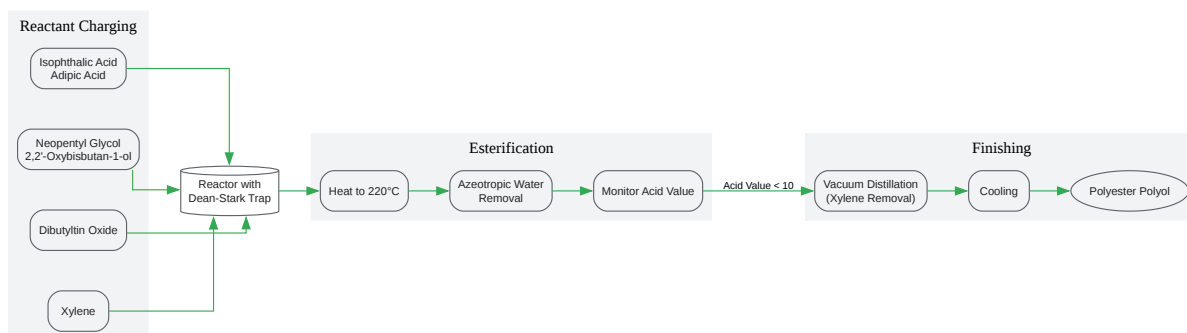 Reactant Charging
Isophthalic Acid
Adipic Acid
Neopentyl Glycol
2,2'-Oxybisbutan-1-ol
Dibutyltin Oxide
Xylene
Reactor with
Dean-Stark Trap
Esterification
Heat to 220°C
Azeotropic Water
Removal
Monitor Acid Value
Acid Value < 10
Finishing
Vacuum Distillation
(Xylene Removal)
Cooling
Polyester Polyol